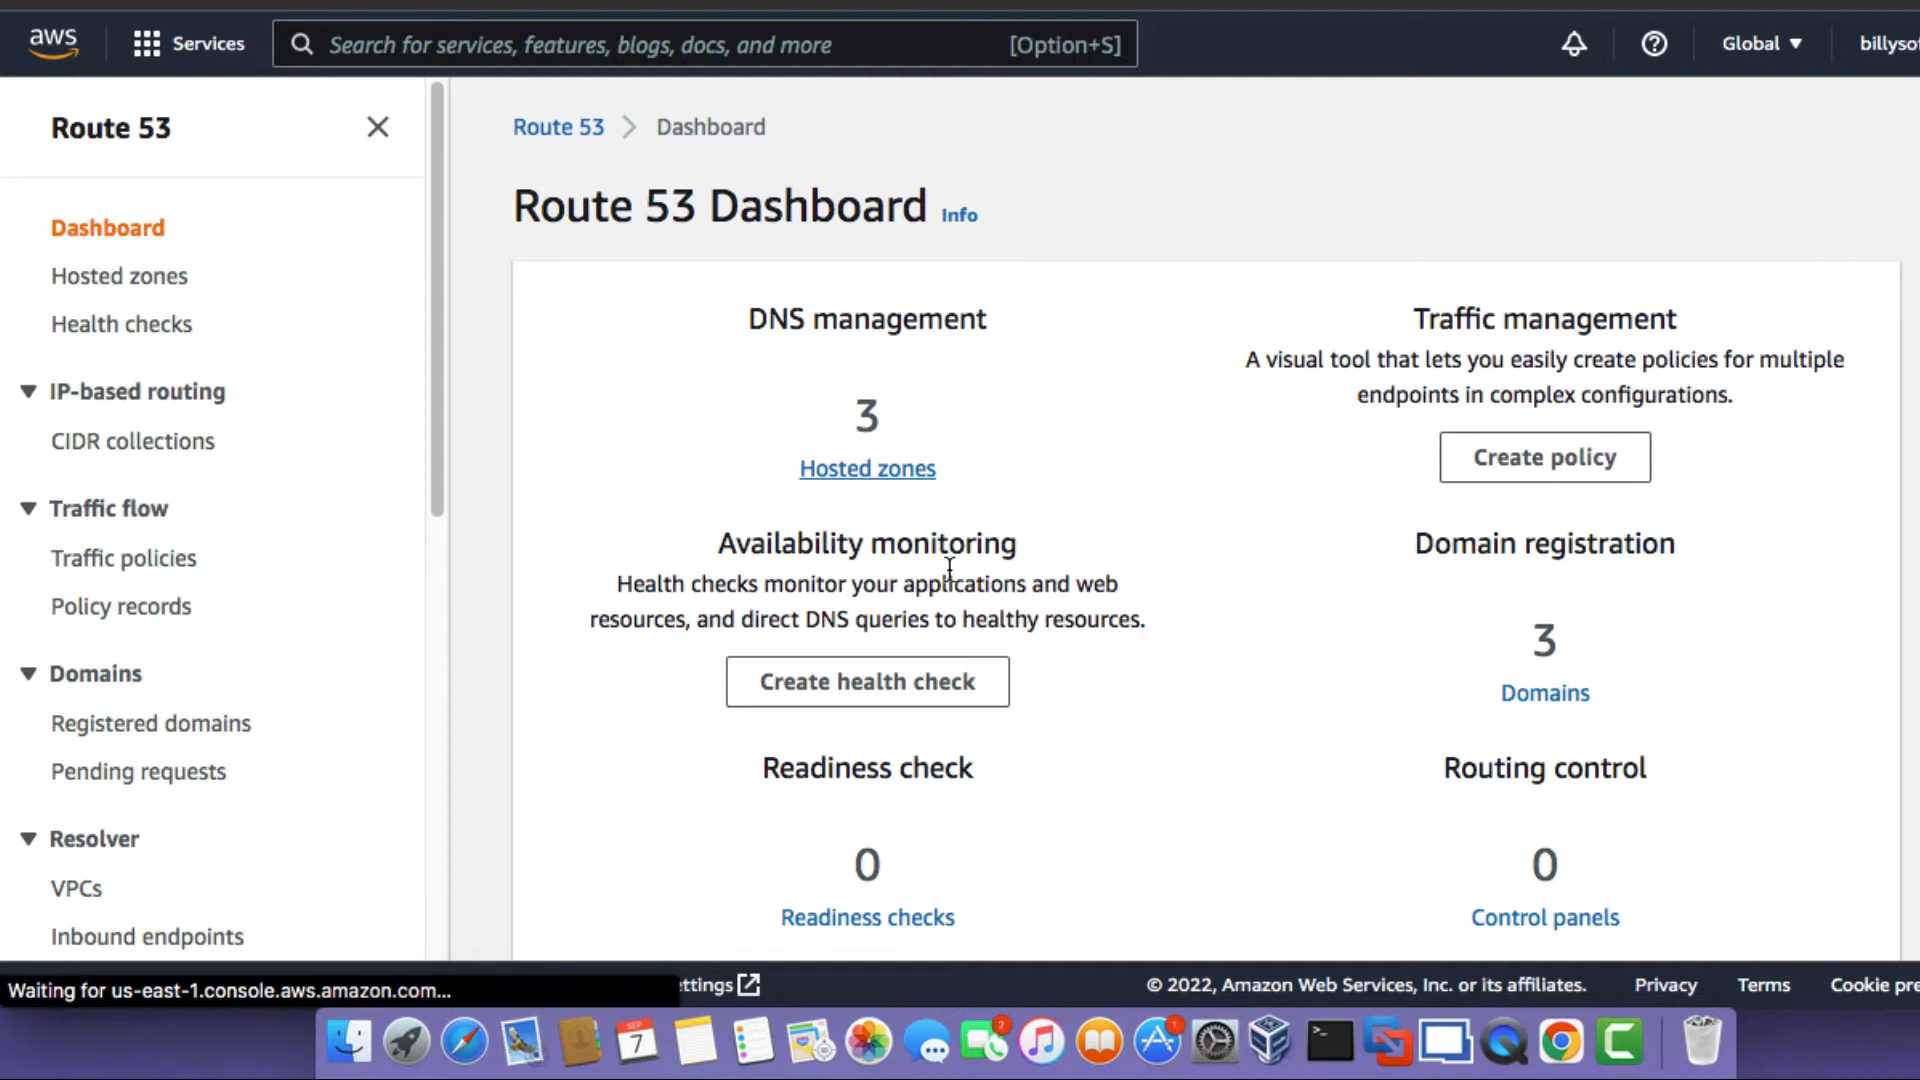 aws
Services
Search for services, features, blogs, docs, and more
[Option+S]
Global ▼
billysof
Route 53
Route 53 > Dashboard
Route 53 Dashboard Info
Dashboard
Hosted zones
Health checks
IP-based routing
CIDR collections
Traffic flow
Traffic policies
Policy records
Domains
Registered domains
Pending requests
Resolver
VPCs
Inbound endpoints
DNS management
3
Hosted zones
Traffic management
A visual tool that lets you easily create policies for multiple
endpoints in complex configurations.
Create policy
Availability monitoring
Health checks monitor your applications and web
resources, and direct DNS queries to healthy resources.
Create health check
Domain registration
3
Domains
Readiness check
0
Readiness checks
Routing control
0
Control panels
Waiting for us-east-1.console.aws.amazon.com...
ettings
© 2022, Amazon Web Services, Inc. or its affiliates.
Privacy
Terms
Cookie pre
SEP
7
2
1